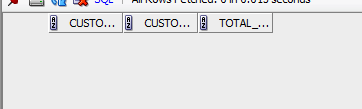 SQL | All Rows Fetched: 0 in 0.015 seconds
CUSTO... CUSTO... TOTAL_...